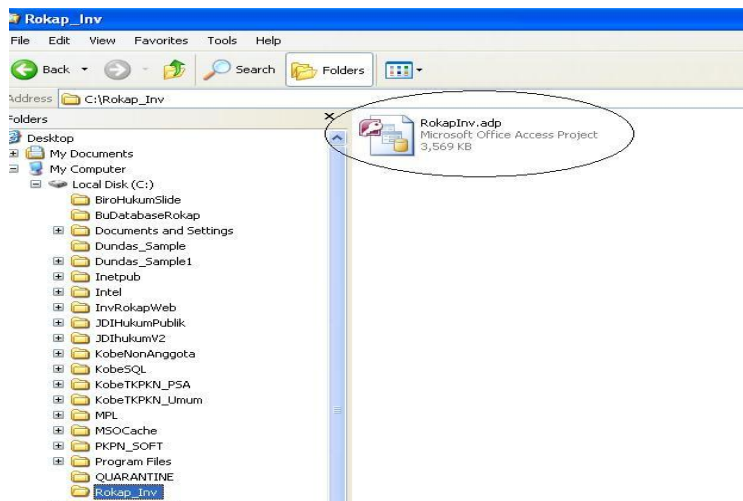 Rokap_Inv
File Edit View Favorites Tools Help
Back Search Folders
Address C:\Rokap_Inv
Folders
Desktop
My Documents
My Computer
Local Disk (C:)
BiroHukumSlide
BuDatabaseRokap
Documents and Settings
Dundas_Sample
Dundas_Sample1
Inetpub
Intel
InvRokapWeb
JDIHukumPublik
JDIhukumV2
KobeNonAnggota
KobeSQL
KobeTKPKN_PSA
KobeTKPKN_Umum
MPL
MSOCache
PKPN_SOFT
Program Files
QUARANTINE
Rokap_Inv
RokapInv.adp
Microsoft Office Access Project
3,569 KB